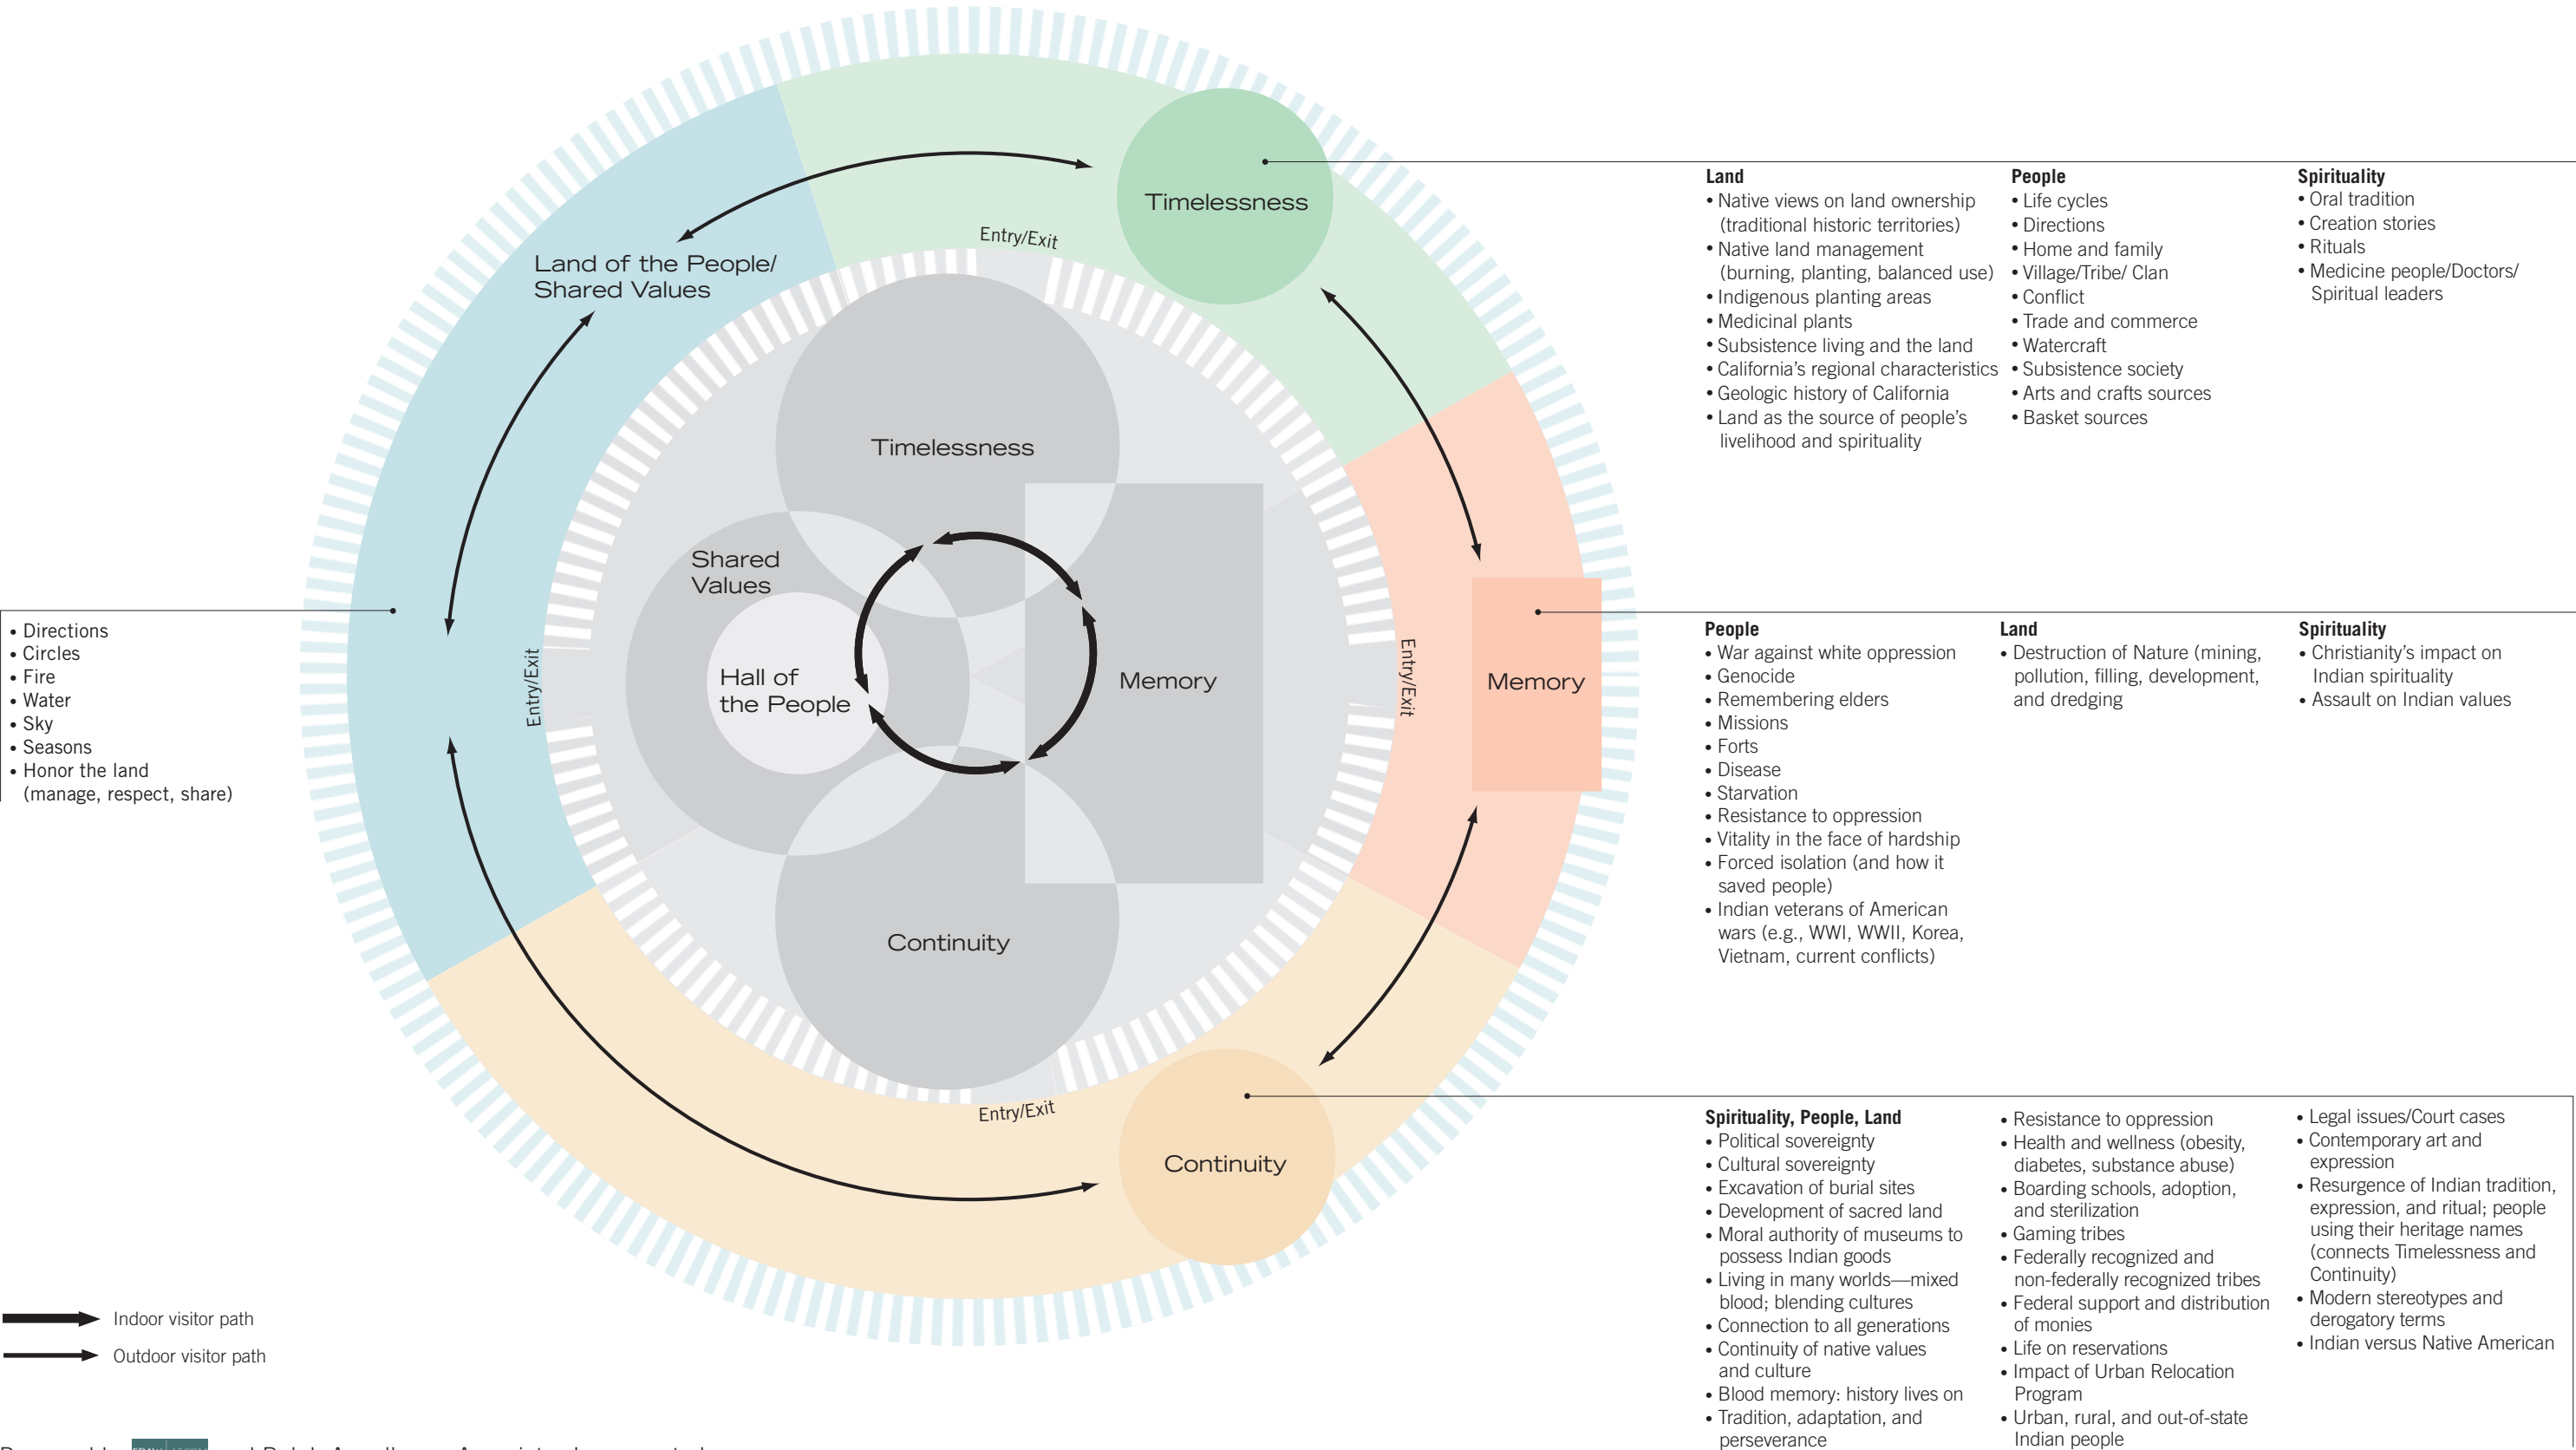 Timelessness
Entry/Exit
Land of the People/
Shared Values
Timelessness
Shared
Values
Hall of
the People
Memory
Entry/Exit
Entry/Exit
Memory
Continuity
Entry/Exit
Continuity
• Directions
• Circles
• Fire
• Water
• Sky
• Seasons
• Honor the land
(manage, respect, share)
Land
• Native views on land ownership
(traditional historic territories)
• Native land management
(burning, planting, balanced use)
• Indigenous planting areas
• Medicinal plants
• Subsistence living and the land
• California’s regional characteristics
• Geologic history of California
• Land as the source of people’s
livelihood and spirituality
People
• Life cycles
• Directions
• Home and family
• Village/Tribe/ Clan
• Conflict
• Trade and commerce
• Watercraft
• Subsistence society
• Arts and crafts sources
• Basket sources
Spirituality
• Oral tradition
• Creation stories
• Rituals
• Medicine people/Doctors/
Spiritual leaders
People
• War against white oppression
• Genocide
• Remembering elders
• Missions
• Forts
• Disease
• Starvation
• Resistance to oppression
• Vitality in the face of hardship
• Forced isolation (and how it
saved people)
• Indian veterans of American
wars (e.g., WWI, WWII, Korea,
Vietnam, current conflicts)
Land
• Destruction of Nature (mining,
pollution, filling, development,
and dredging
Spirituality
• Christianity’s impact on
Indian spirituality
• Assault on Indian values
Spirituality, People, Land
• Political sovereignty
• Cultural sovereignty
• Excavation of burial sites
• Development of sacred land
• Moral authority of museums to
possess Indian goods
• Living in many worlds—mixed
blood; blending cultures
• Connection to all generations
• Continuity of native values
and culture
• Blood memory: history lives on
• Tradition, adaptation, and
perseverance
• Resistance to oppression
• Health and wellness (obesity,
diabetes, substance abuse)
• Boarding schools, adoption,
and sterilization
• Gaming tribes
• Federally recognized and
non-federally recognized tribes
• Federal support and distribution
of monies
• Life on reservations
• Impact of Urban Relocation
Program
• Urban, rural, and out-of-state
Indian people
• Legal issues/Court cases
• Contemporary art and
expression
• Resurgence of Indian tradition,
expression, and ritual; people
using their heritage names
(connects Timelessness and
Continuity)
• Modern stereotypes and
derogatory terms
• Indian versus Native American
Indoor visitor path
Outdoor visitor path